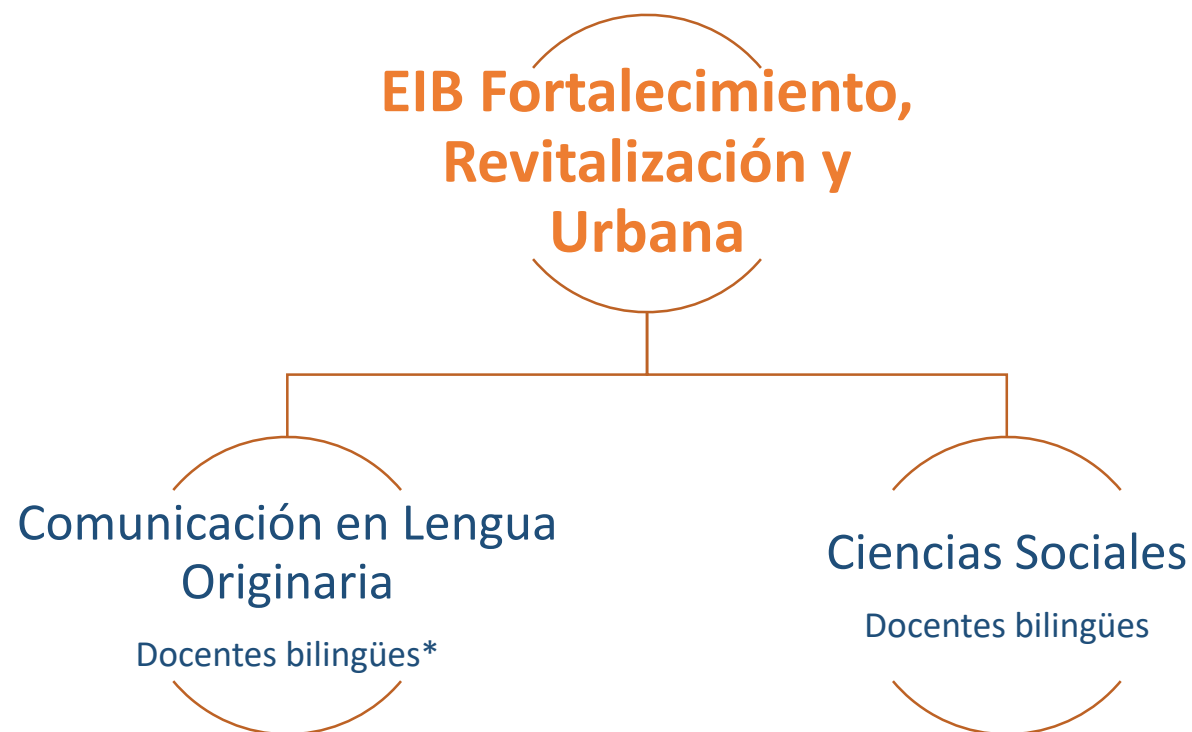 EIB Fortalecimiento,
Revitalización y
Urbana
Comunicación en Lengua
Originaria
Docentes bilingües*
Ciencias Sociales
Docentes bilingües